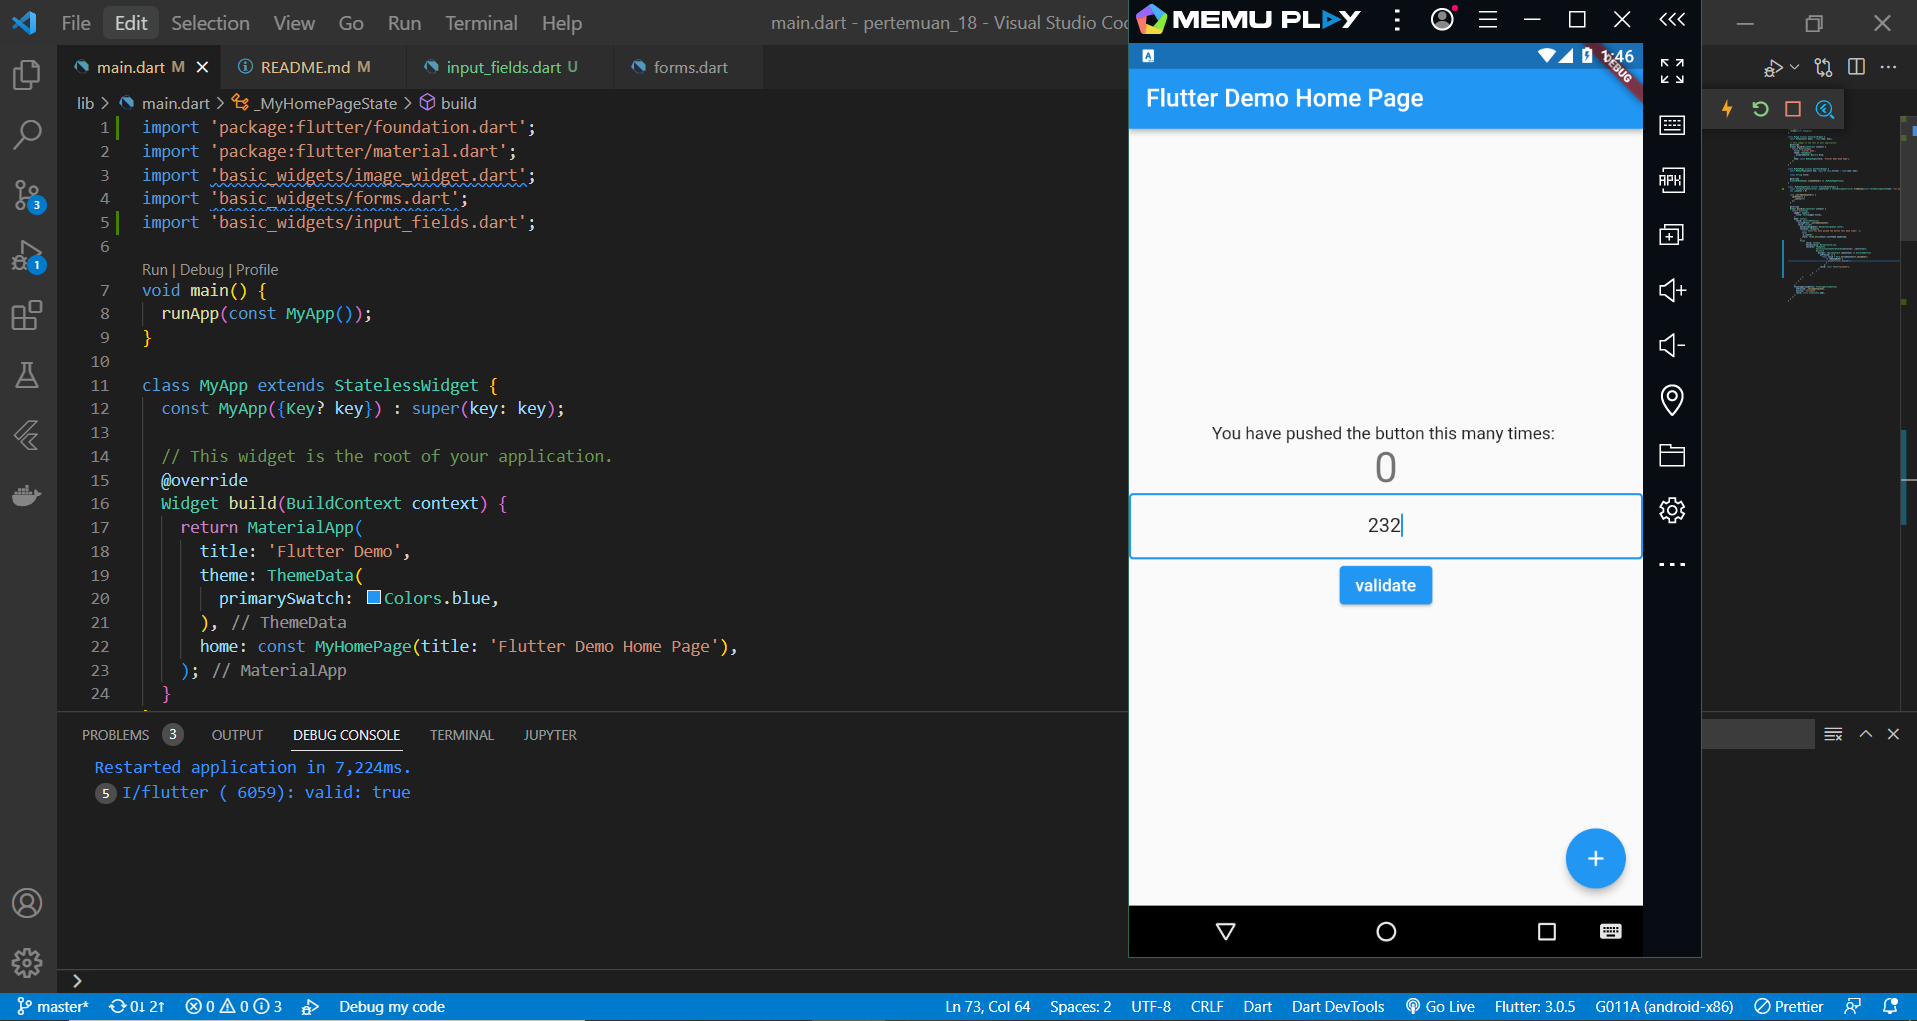 File Edit Selection View Go Run Terminal Help
main.dart - pertemuan_18 - Visual Studio Co
main.dart M
README.md M
input_fields.dart U
forms.dart
lib > main.dart > _MyHomePageState > build
1 import 'package:flutter/foundation.dart';
2 import 'package:flutter/material.dart';
3 import 'basic_widgets/image_widget.dart';
4 import 'basic_widgets/forms.dart';
5 import 'basic_widgets/input_fields.dart';
6
Run | Debug | Profile
7 void main() {
8 runApp(const MyApp());
9 }
10
11 class MyApp extends StatelessWidget {
12 const MyApp({Key? key}) : super(key: key);
13
14 // This widget is the root of your application.
15 @override
16 Widget build(BuildContext context) {
17 return MaterialApp(
18 title: 'Flutter Demo',
19 theme: ThemeData(
20 primarySwatch: Colors.blue,
21 ), // ThemeData
22 home: const MyHomePage(title: 'Flutter Demo Home Page'),
23 ); // MaterialApp
24 }
3
1
PROBLEMS 3 OUTPUT DEBUG CONSOLE TERMINAL JUPYTER
Restarted application in 7,224ms.
5 I/flutter ( 6059): valid: true
MEMU PLAY
1:46
DEBUG
Flutter Demo Home Page
You have pushed the button this many times:
0
232
validate
+
APK
master* 0↓ 2↑ 0 0 3 Debug my code
Ln 73, Col 64 Spaces: 2 UTF-8 CRLF Dart Dart DevTools Go Live Flutter: 3.0.5 G011A (android-x86) Prettier